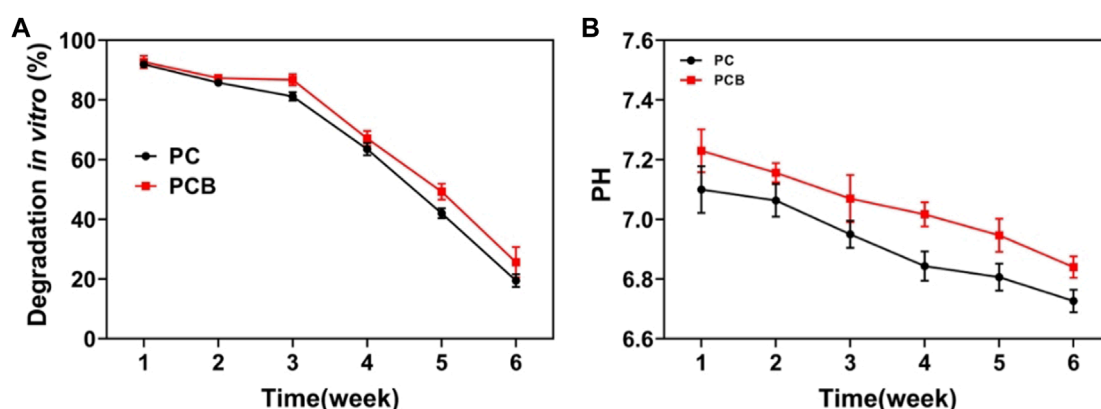 A
Degradation in vitro (%)
100
80
60
40
20
0
PC
PCB
1 2 3 4 5 6
Time(week)
B
PH
7.6
7.4
7.2
7.0
6.8
6.6
PC
PCB
1 2 3 4 5 6
Time(week)